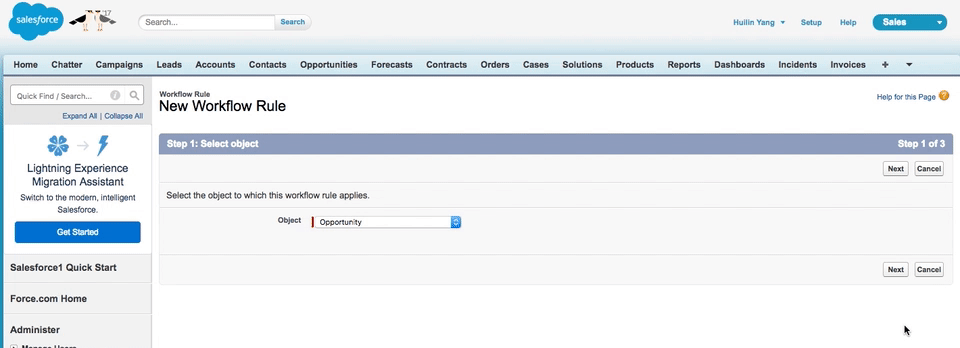 salesforce
17
Search...
Search
Huilin Yang
Setup
Help
Sales
Home Chatter Campaigns Leads Accounts Contacts Opportunities Forecasts Contracts Orders Cases Solutions Products Reports Dashboards Incidents Invoices +
Quick Find / Search...
Expand All | Collapse All
Lightning Experience
Migration Assistant
Switch to the modern, intelligent
Salesforce.
Get Started
Salesforce1 Quick Start
Force.com Home
Administer
Manage Users
Workflow Rule
New Workflow Rule
Help for this Page
Step 1: Select object
Step 1 of 3
Next Cancel
Select the object to which this workflow rule applies.
Object Opportunity
Next Cancel